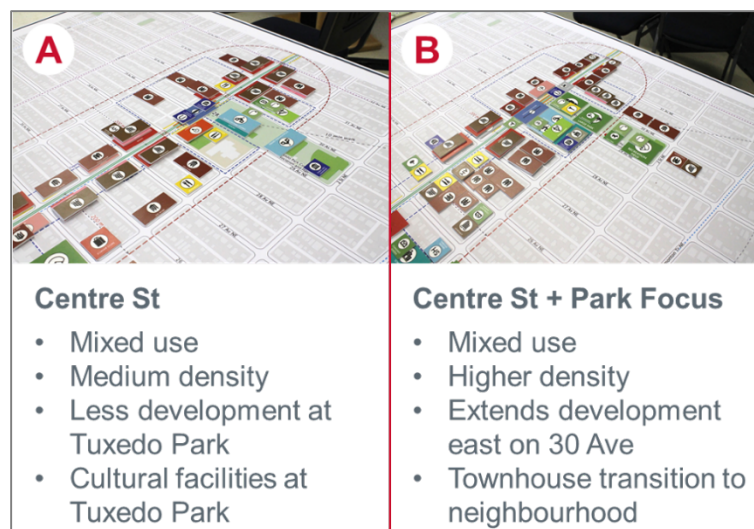 A
B
Centre St
• Mixed use
• Medium density
• Less development at
Tuxedo Park
• Cultural facilities at
Tuxedo Park
Centre St + Park Focus
• Mixed use
• Higher density
• Extends development
east on 30 Ave
• Townhouse transition to
neighbourhood